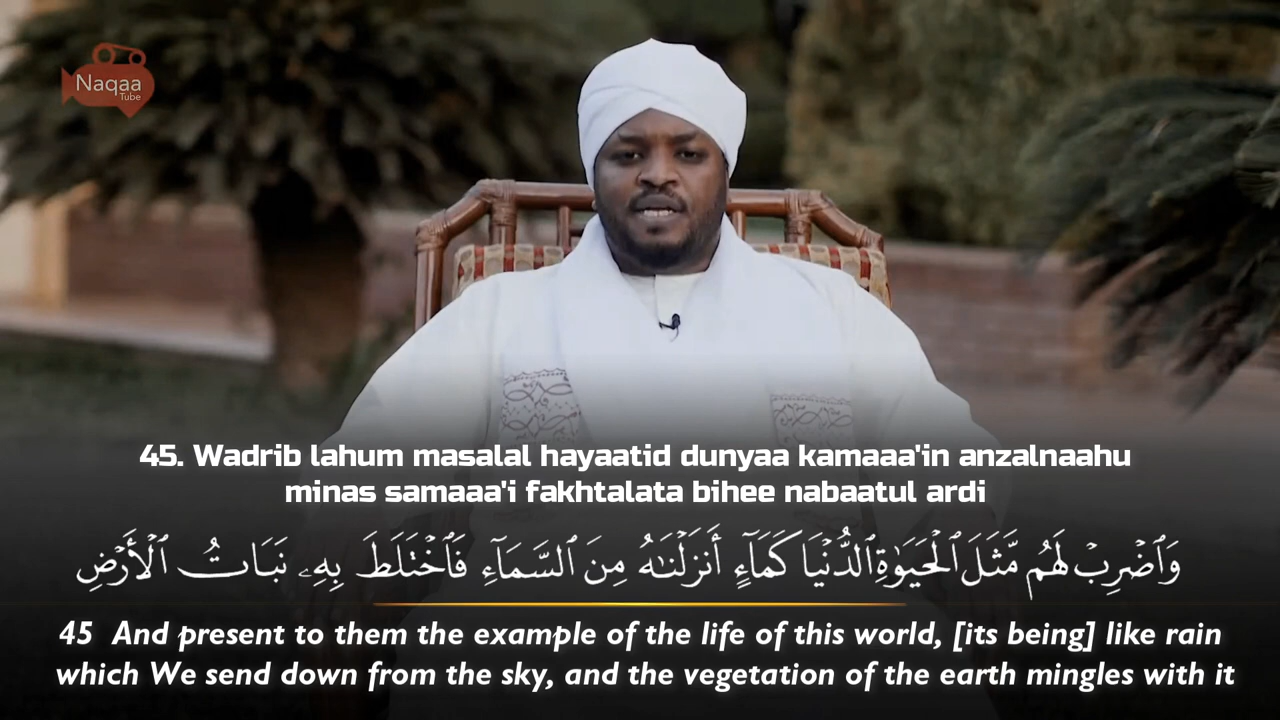 Naqaa
Tube
45. Wadrib lahum masalal hayaatid dunyaa kamaaa'in anzalnaahu
minas samaaa'i fakhtalata bihee nabaatul ardi
وَٱضْرِبْ لَهُم مَّثَلَ ٱلْحَيَوٰةِ ٱلدُّنْيَا كَمَآءٍ أَنزَلْنَـٰهُ مِنَ ٱلسَّمَآءِ فَٱخْتَلَطَ بِهِۦ نَبَاتُ ٱلْأَرْضِ
45 And present to them the example of the life of this world, [its being] like rain
which We send down from the sky, and the vegetation of the earth mingles with it